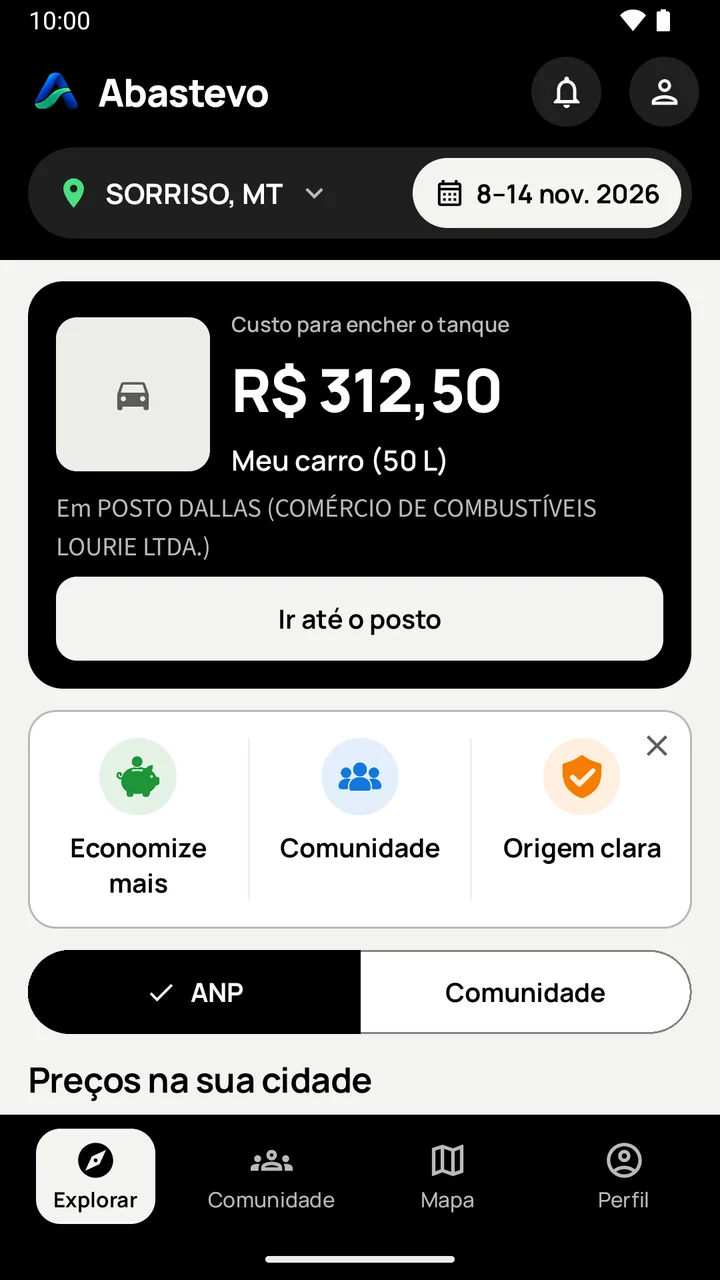 10:00
Abastevo
SORRISO, MT
8–14 nov. 2026
Custo para encher o tanque
R$ 312,50
Meu carro (50 L)
Em POSTO DALLAS (COMÉRCIO DE COMBUSTÍVEIS
LOURIE LTDA.)
Ir até o posto
Economize
mais
Comunidade
Origem clara
ANP
Comunidade
Preços na sua cidade
Explorar
Comunidade
Mapa
Perfil